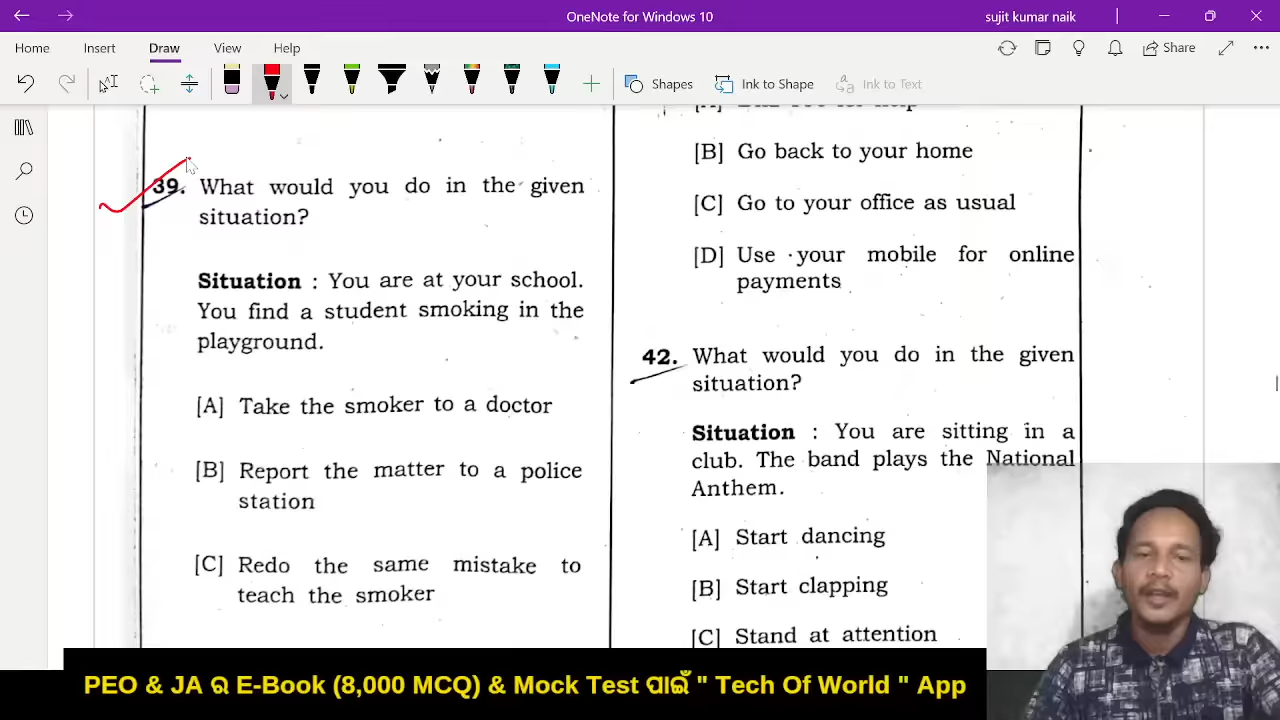 OneNote for Windows 10
sujit kumar naik
Home Insert Draw View Help
Share
Shapes
Ink to Shape
Ink to Text
39. What would you do in the given
situation?
Situation : You are at your school.
You find a student smoking in the
playground.
[A] Take the smoker to a doctor
[B] Report the matter to a police
station
[C] Redo the same mistake to
teach the smoker
[B] Go back to your home
[C] Go to your office as usual
[D] Use your mobile for online
payments
42. What would you do in the given
situation?
Situation : You are sitting in a
club. The band plays the National
Anthem.
[A] Start dancing
[B] Start clapping
[C] Stand at attention
PEO & JA ର E-Book (8,000 MCQ) & Mock Test ପାଇଁ " Tech Of World " App